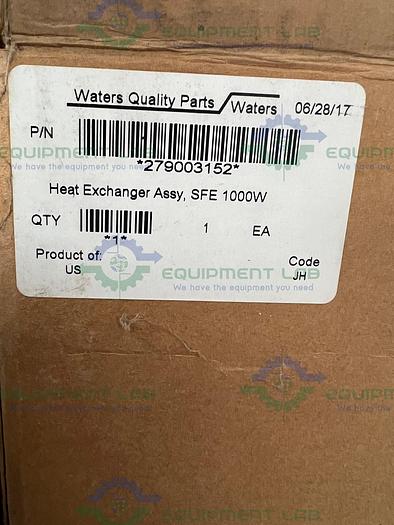 Waters Quality Parts Waters 06/28/17
P/N
*279003152*
Heat Exchanger Assy, SFE 1000W
QTY 1 EA
*1*
Product of: Code
US JH
EQUIPMENT LAB
We have the equipment you need